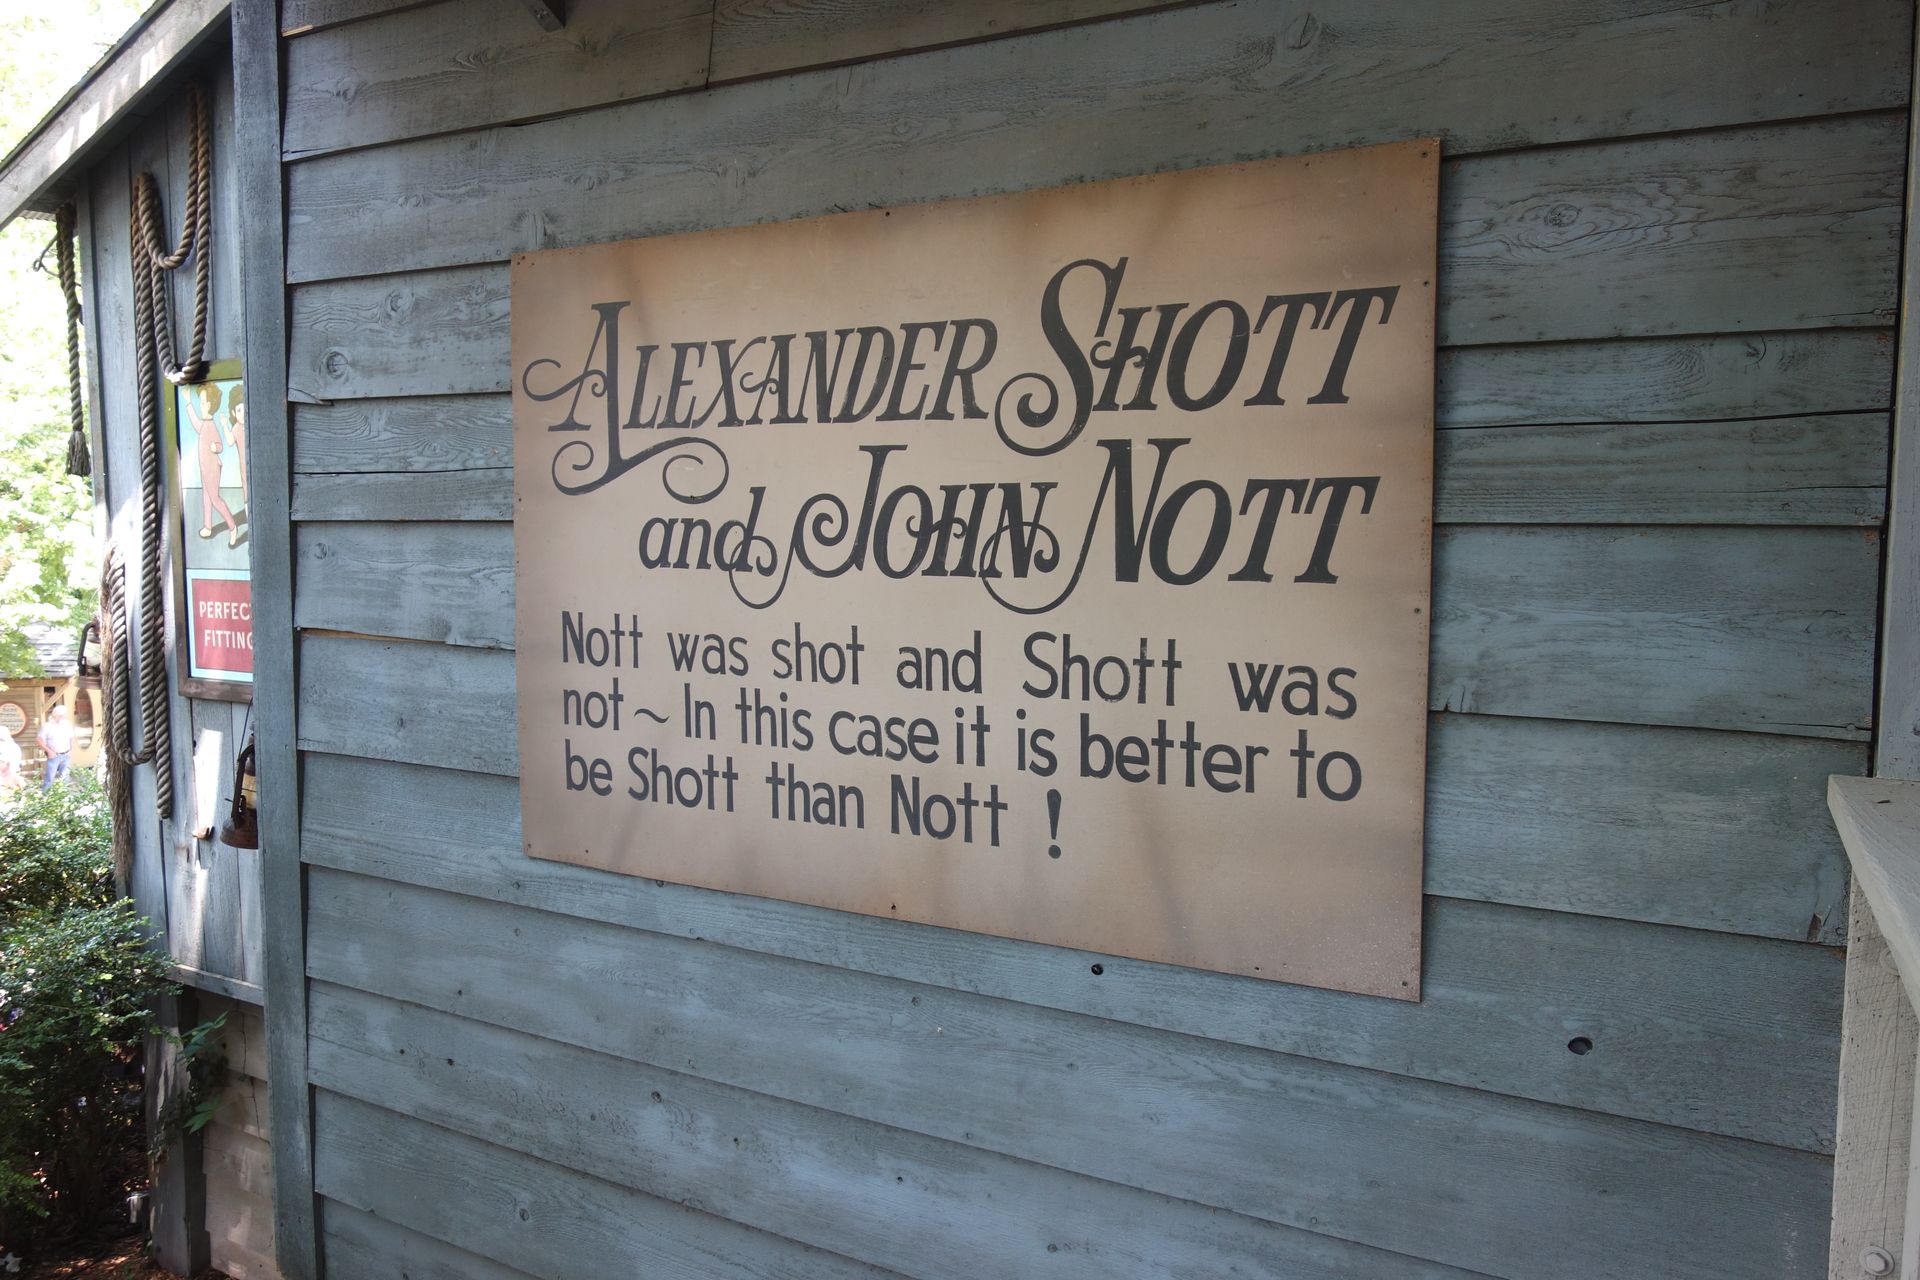 ALEXANDER SHOTT
and JOHN NOTT
Nott was shot and Shott was
not ~ In this case it is better to
be Shott than Nott !
FITTING